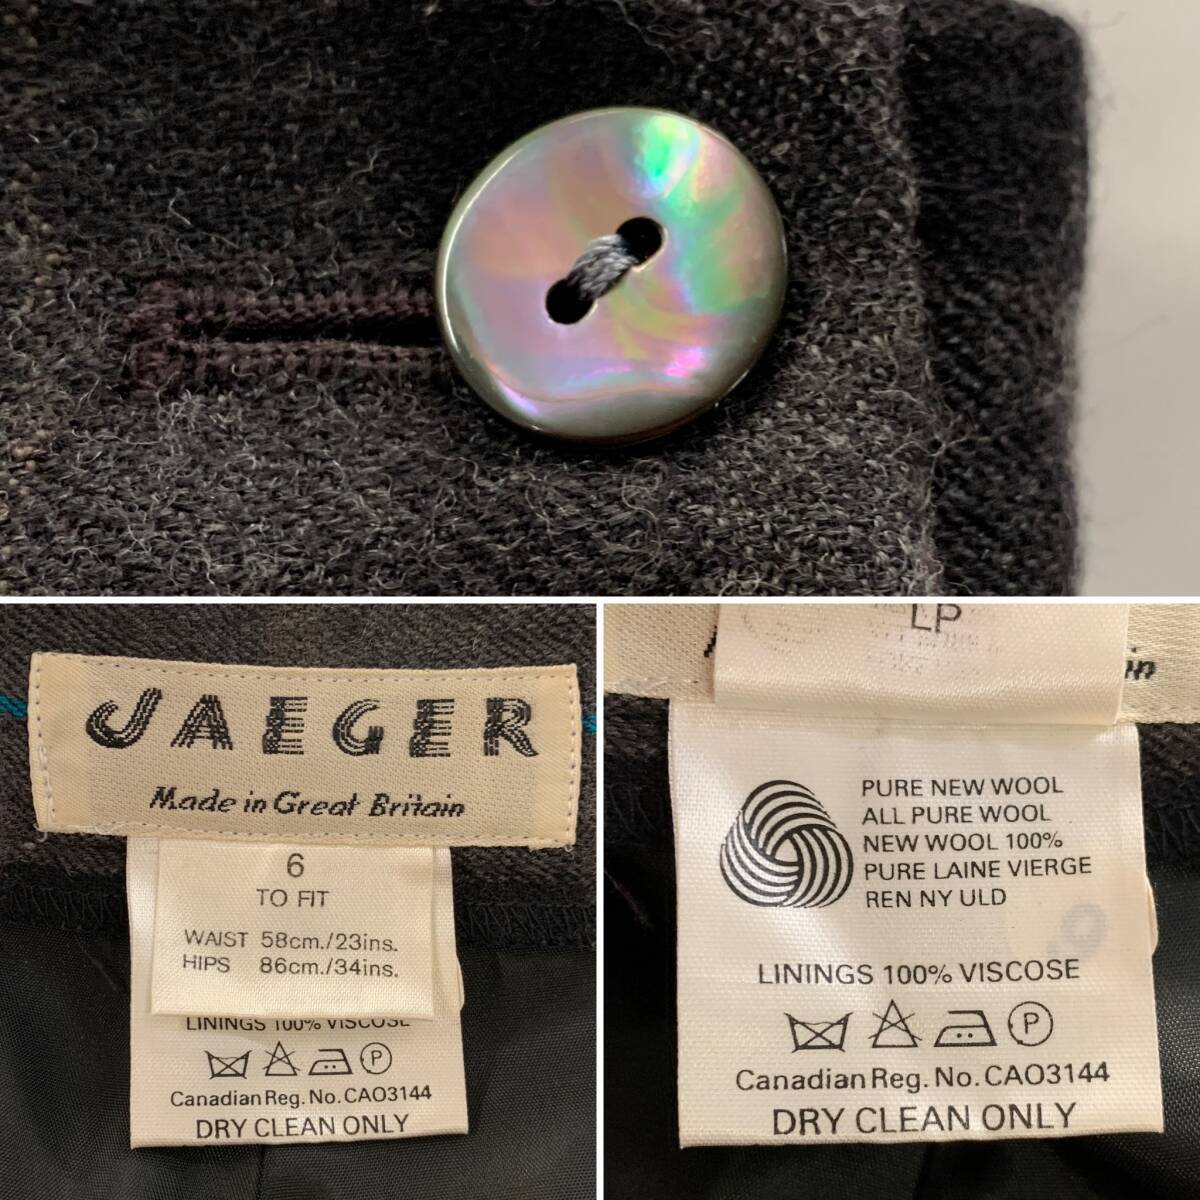 JAEGER
Made in Great Britain
6
TO FIT
WAIST 58cm./23ins.
HIPS 86cm./34ins.
LININGS 100% VISCOSE
P
Canadian Reg. No. CAO3144
DRY CLEAN ONLY
LP
in
PURE NEW WOOL
ALL PURE WOOL
NEW WOOL 100%
PURE LAINE VIERGE
REN NY ULD
LININGS 100% VISCOSE
P
Canadian Reg. No. CAO3144
DRY CLEAN ONLY